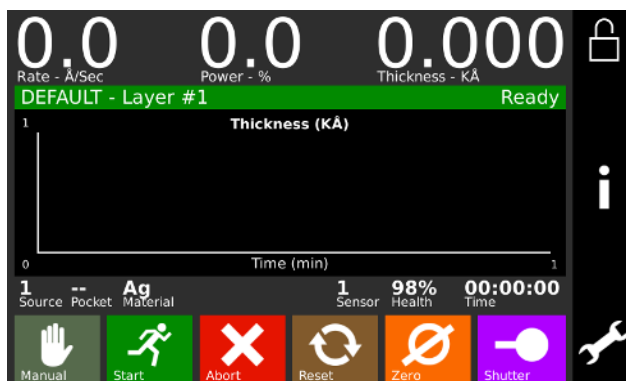 0.0 0.0 0.000
Rate - Å/Sec Power - % Thickness - KÅ
DEFAULT - Layer #1 Ready
1 Thickness (KÅ)
0 Time (min) 1
1 -- Ag 1 98% 00:00:00
Source Pocket Material Sensor Health Time
Manual Start Abort Reset Zero Shutter